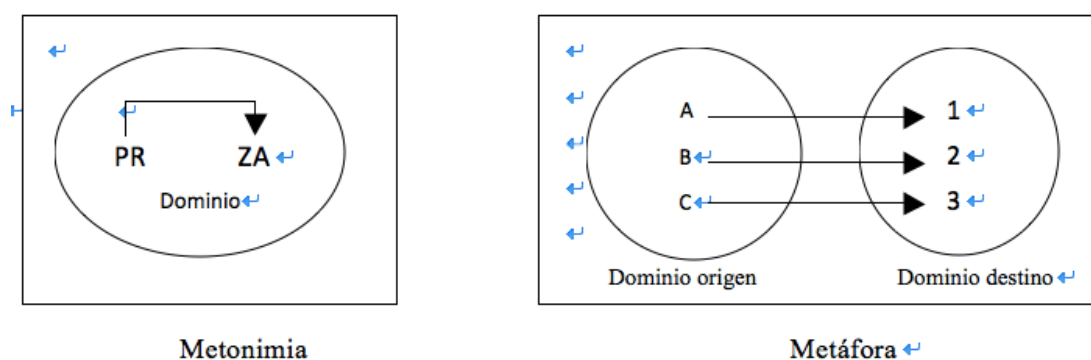 PR ZA
Dominio
Metonimia
A 1
B 2
C 3
Dominio origen Dominio destino
Metáfora